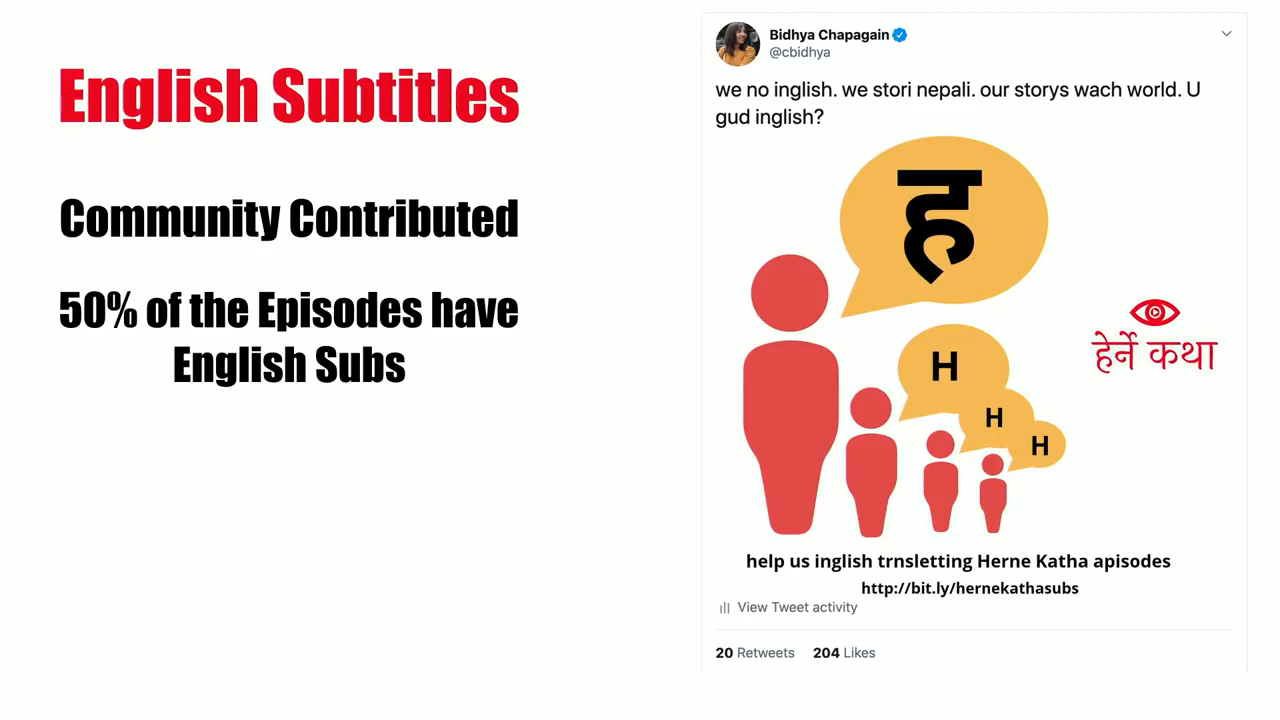 English Subtitles
Community Contributed
50% of the Episodes have
English Subs
Bidhya Chapagain
@cbidhya
we no inglish. we stori nepali. our storys wach world. U
gud inglish?
ह
H
H
H
हेर्ने कथा
help us inglish trnsletting Herne Katha apisodes
http://bit.ly/hernekathasubs
View Tweet activity
20 Retweets 204 Likes